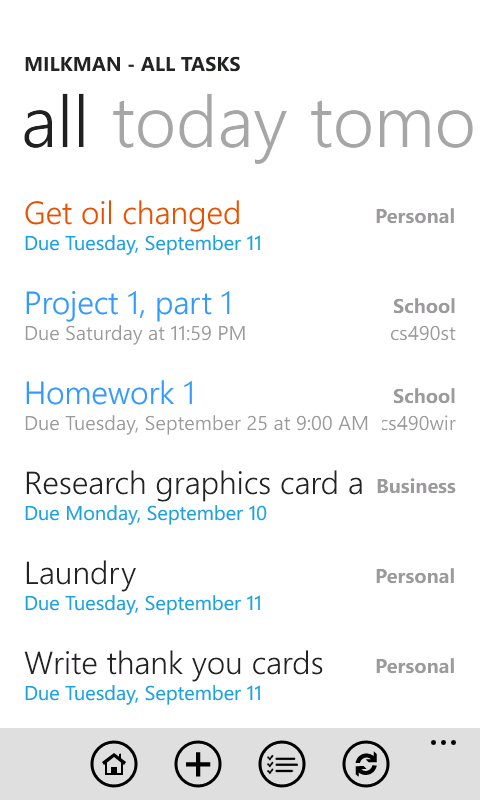 MILKMAN - ALL TASKS
all today tomo
Get oil changed Personal
Due Tuesday, September 11
Project 1, part 1 School
Due Saturday at 11:59 PM cs490st
Homework 1 School
Due Tuesday, September 25 at 9:00 AM cs490wir
Research graphics card a Business
Due Monday, September 10
Laundry Personal
Due Tuesday, September 11
Write thank you cards Personal
Due Tuesday, September 11